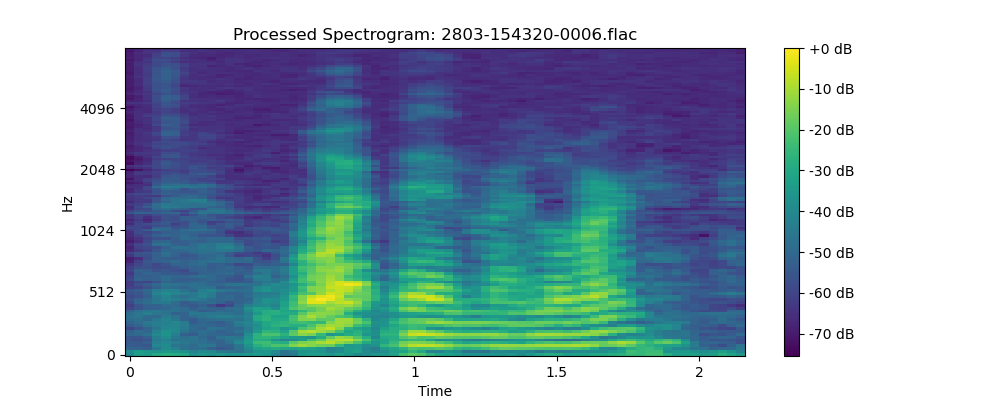 Processed Spectrogram: 2803-154320-0006.flac
Hz
4096
2048
1024
512
0
0
0.5
1
1.5
2
Time
+0 dB
-10 dB
-20 dB
-30 dB
-40 dB
-50 dB
-60 dB
-70 dB